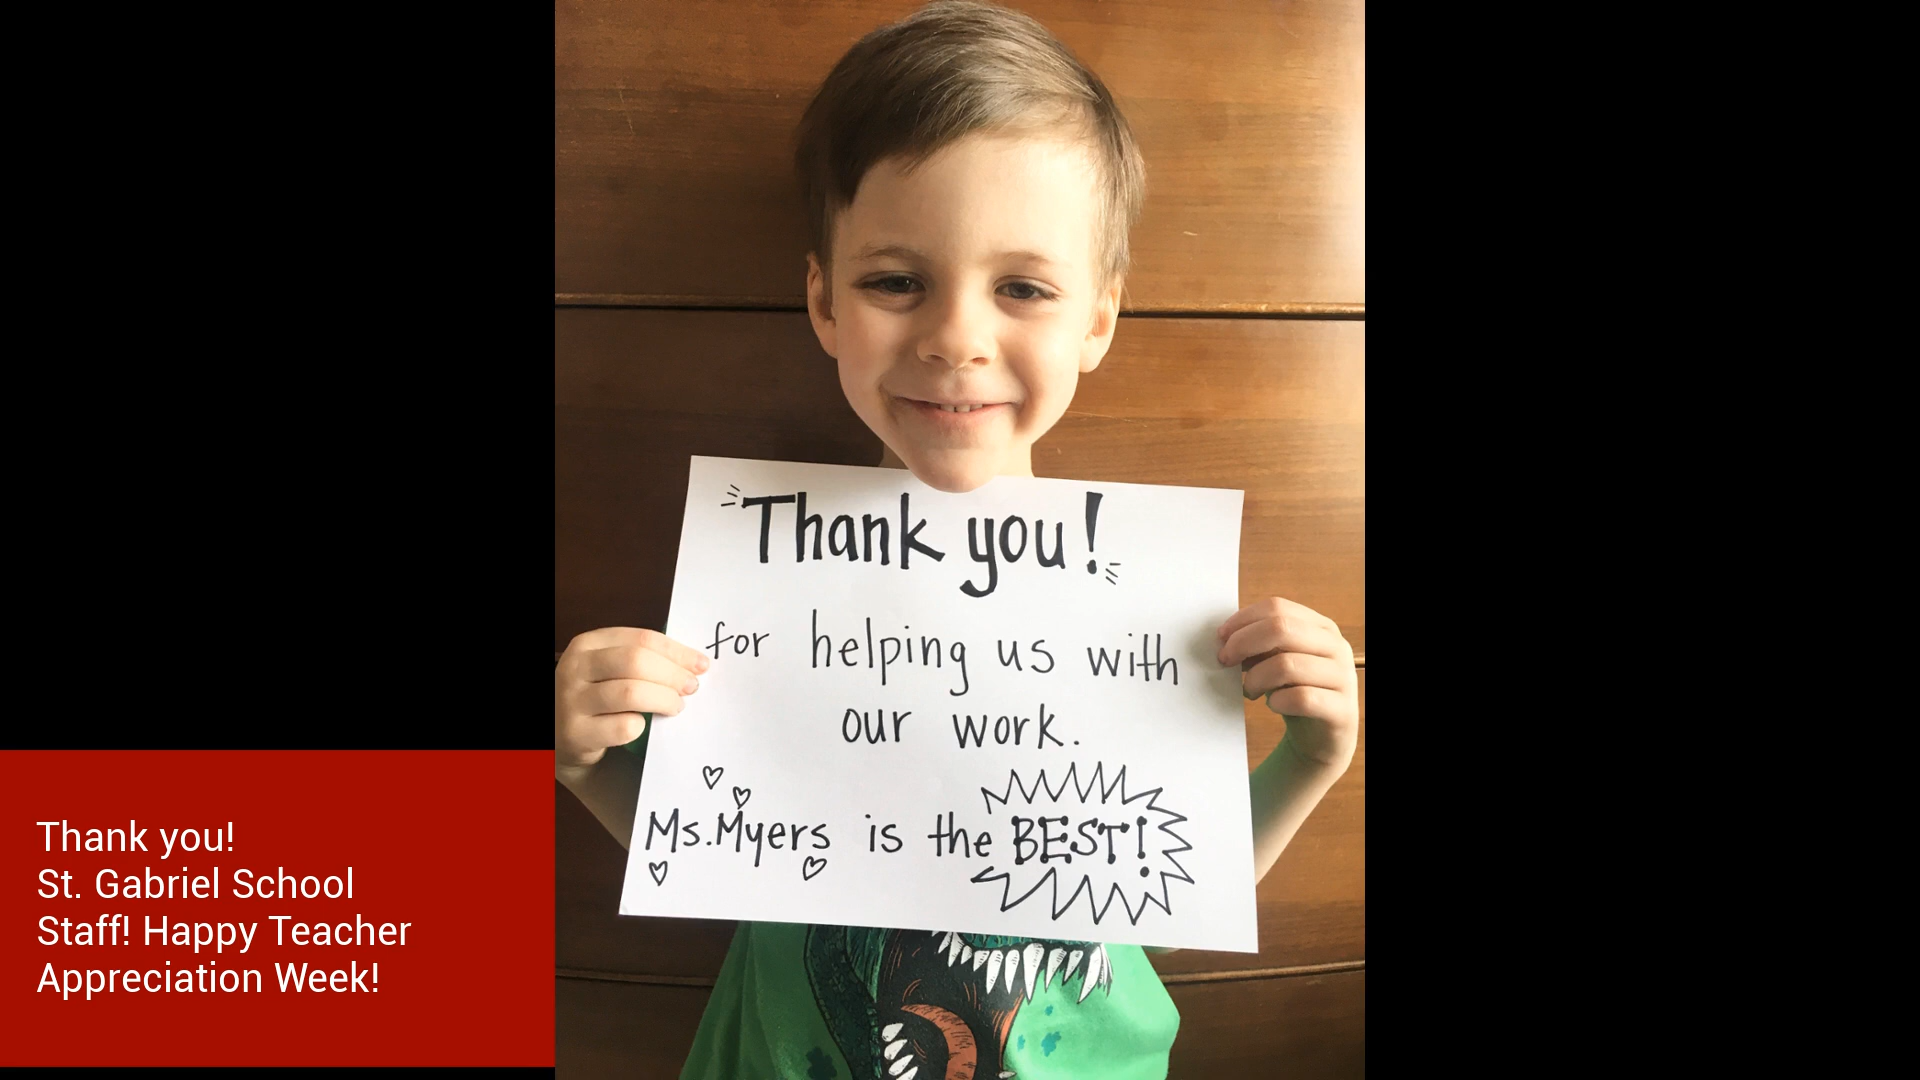 Thank you!
for helping us with
our work.
Ms. Myers is the BEST!
Thank you!
St. Gabriel School
Staff! Happy Teacher
Appreciation Week!